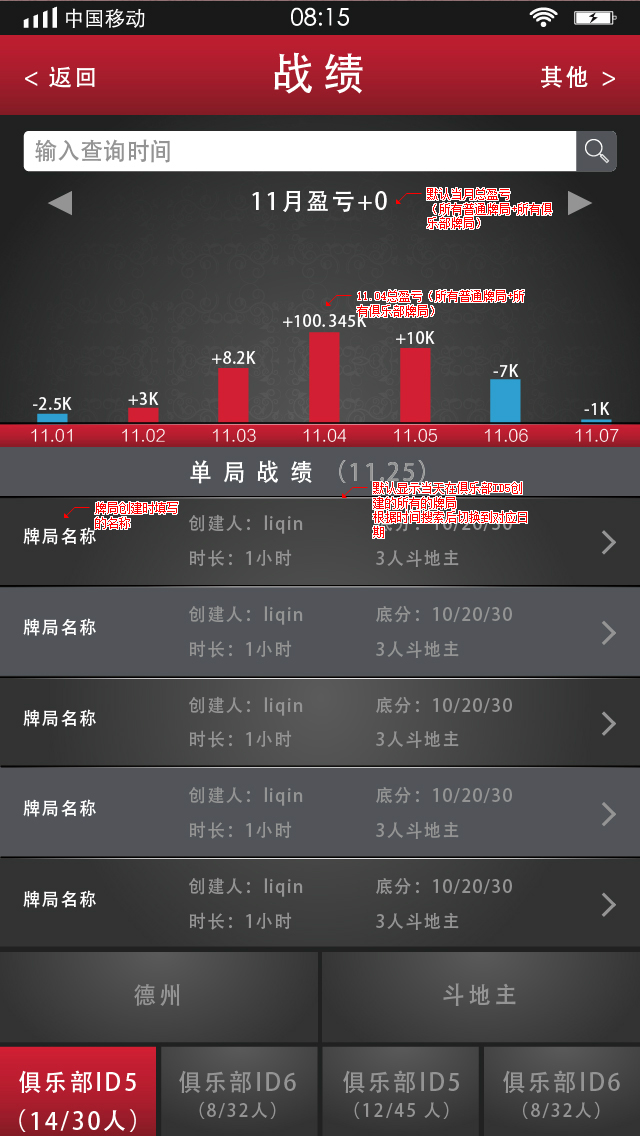 中国移动 08:15
< 返回 战绩 其他 >
输入查询时间
11月盈亏+0
默认当月总盈亏
（所有普通牌局+所有俱
乐部牌局）
11.04总盈亏（所有普通牌局+所
有俱乐部牌局）
+100.345K
+10K
+8.2K
-7K
+3K
-2.5K
-1K
11.01 11.02 11.03 11.04 11.05 11.06 11.07
单局战绩 （11.25）
默认显示当天在俱乐部ID5创
建的所有的牌局
根据时间搜索后切换到对应日
期
牌局创建时填写
的名称
牌局名称
创建人：liqin
时长：1小时 3人斗地主
牌局名称
创建人：liqin 底分：10/20/30
时长：1小时 3人斗地主
牌局名称
创建人：liqin 底分：10/20/30
时长：1小时 3人斗地主
牌局名称
创建人：liqin 底分：10/20/30
时长：1小时 3人斗地主
牌局名称
创建人：liqin 底分：10/20/30
时长：1小时 3人斗地主
德州 斗地主
俱乐部ID5 俱乐部ID6 俱乐部ID5 俱乐部ID6
（14/30人） （8/32人） （12/45 人） （8/32人）